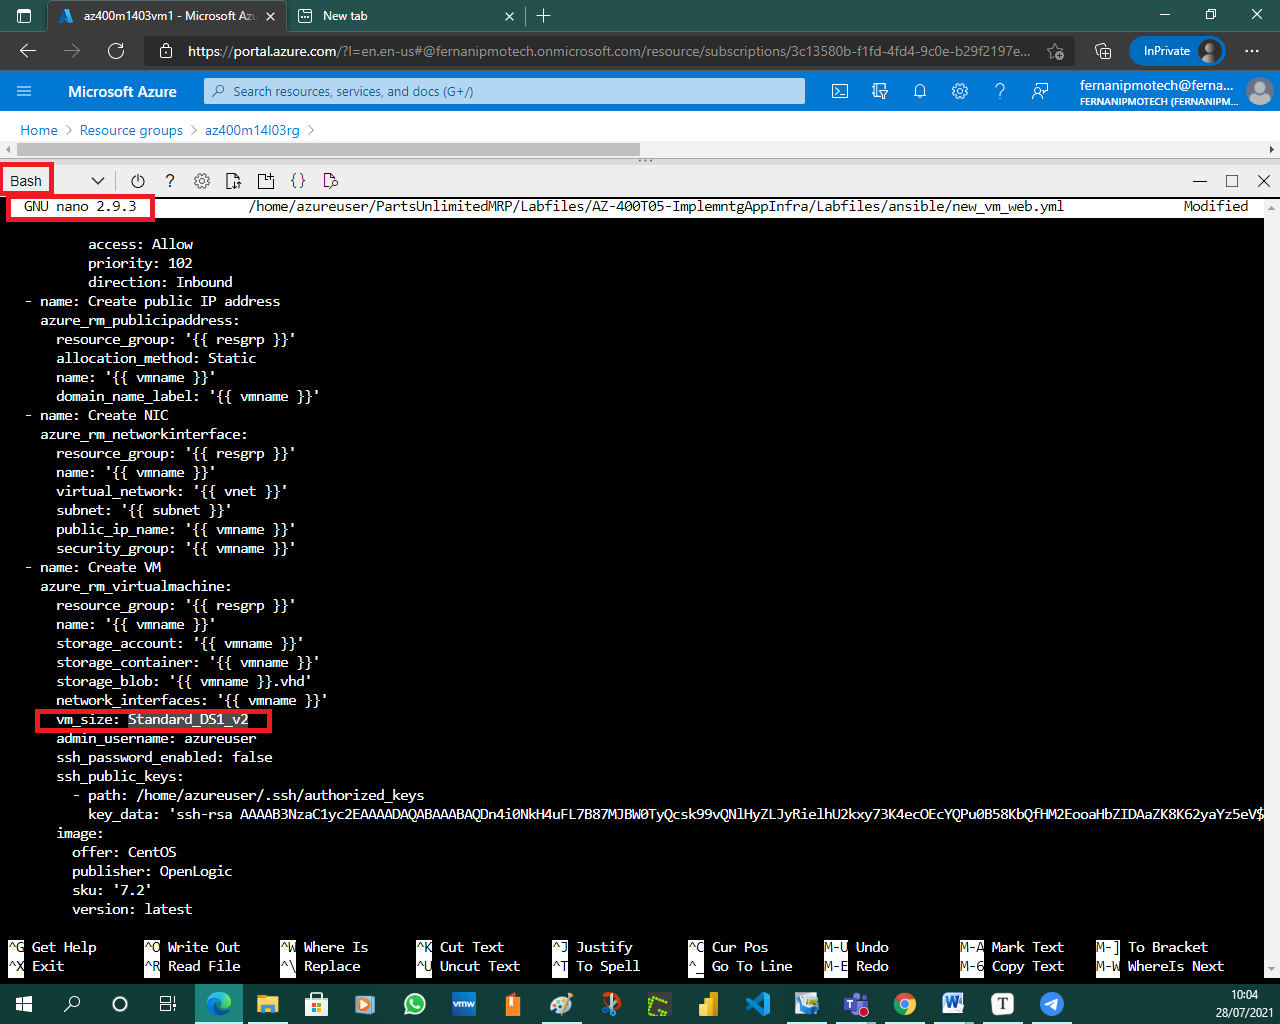 az400m1403vm1 - Microsoft Azu
New tab
https://portal.azure.com/?l=en.en-us#@fernanipmotech.onmicrosoft.com/resource/subscriptions/3c13580b-f1fd-4fd4-9c0e-b29f2197e...
InPrivate
Microsoft Azure
Search resources, services, and docs (G+/)
fernanipmotech@ferna...
FERNANIPMOTECH (FERNANIPM...
Home > Resource groups > az400m14l03rg >
Bash
GNU nano 2.9.3 /home/azureuser/PartsUnlimitedMRP/Labfiles/AZ-400T05-ImplemntgAppInfra/Labfiles/ansible/new_vm_web.yml Modified
access: Allow
priority: 102
direction: Inbound
- name: Create public IP address
azure_rm_publicipaddress:
resource_group: '{{ resgrp }}'
allocation_method: Static
name: '{{ vmname }}'
domain_name_label: '{{ vmname }}'
- name: Create NIC
azure_rm_networkinterface:
resource_group: '{{ resgrp }}'
name: '{{ vmname }}'
virtual_network: '{{ vnet }}'
subnet: '{{ subnet }}'
public_ip_name: '{{ vmname }}'
security_group: '{{ vmname }}'
- name: Create VM
azure_rm_virtualmachine:
resource_group: '{{ resgrp }}'
name: '{{ vmname }}'
storage_account: '{{ vmname }}'
storage_container: '{{ vmname }}'
storage_blob: '{{ vmname }}.vhd'
network_interfaces: '{{ vmname }}'
vm_size: Standard_DS1_v2
admin_username: azureuser
ssh_password_enabled: false
ssh_public_keys:
- path: /home/azureuser/.ssh/authorized_keys
key_data: 'ssh-rsa AAAAB3NzaC1yc2EAAAADAQABAAABAQDn4i0NkH4uFL7B87MJBW0TyQcsk99vQNlHyZLJyRielhU2kxy73K4ecOEcYQPu0B58KbQfHM2EooaHbZIDAaZK8K62yaYz5eV$
image:
offer: CentOS
publisher: OpenLogic
sku: '7.2'
version: latest
^G Get Help ^O Write Out ^W Where Is ^K Cut Text ^J Justify ^C Cur Pos M-U Undo M-A Mark Text M-] To Bracket
^X Exit ^R Read File ^\ Replace ^U Uncut Text ^T To Spell ^_ Go To Line M-E Redo M-6 Copy Text M-W WhereIs Next
vmw
10:04
28/07/2021